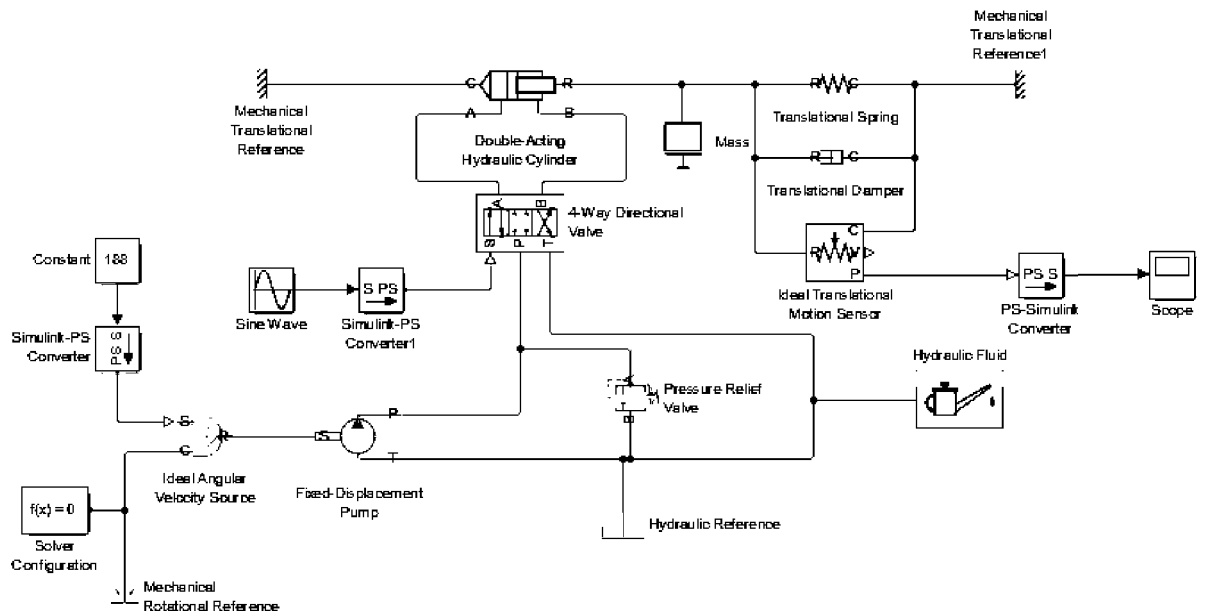 Mechanical
Translational
Reference1
C
R
R
C
Mechanical
Translational
Reference
A
B
Double-Acting
Hydraulic Cylinder
Mass
Translational Spring
R
C
Translational Damper
A
B
S
P
T
4-Way Directional
Valve
C
R
V
P
Ideal Translational
Motion Sensor
PS S
PS-Simulink
Converter
Scope
Constant
188
Sine Wave
S PS
Simulink-PS
Converter1
Simulink-PS
Converter
PS S
Hydraulic Fluid
A
B
Pressure Relief
Valve
S
C
R
Ideal Angular
Velocity Source
S
P
T
Fixed-Displacement
Pump
Hydraulic Reference
f(x) = 0
Solver
Configuration
Mechanical
Rotational Reference